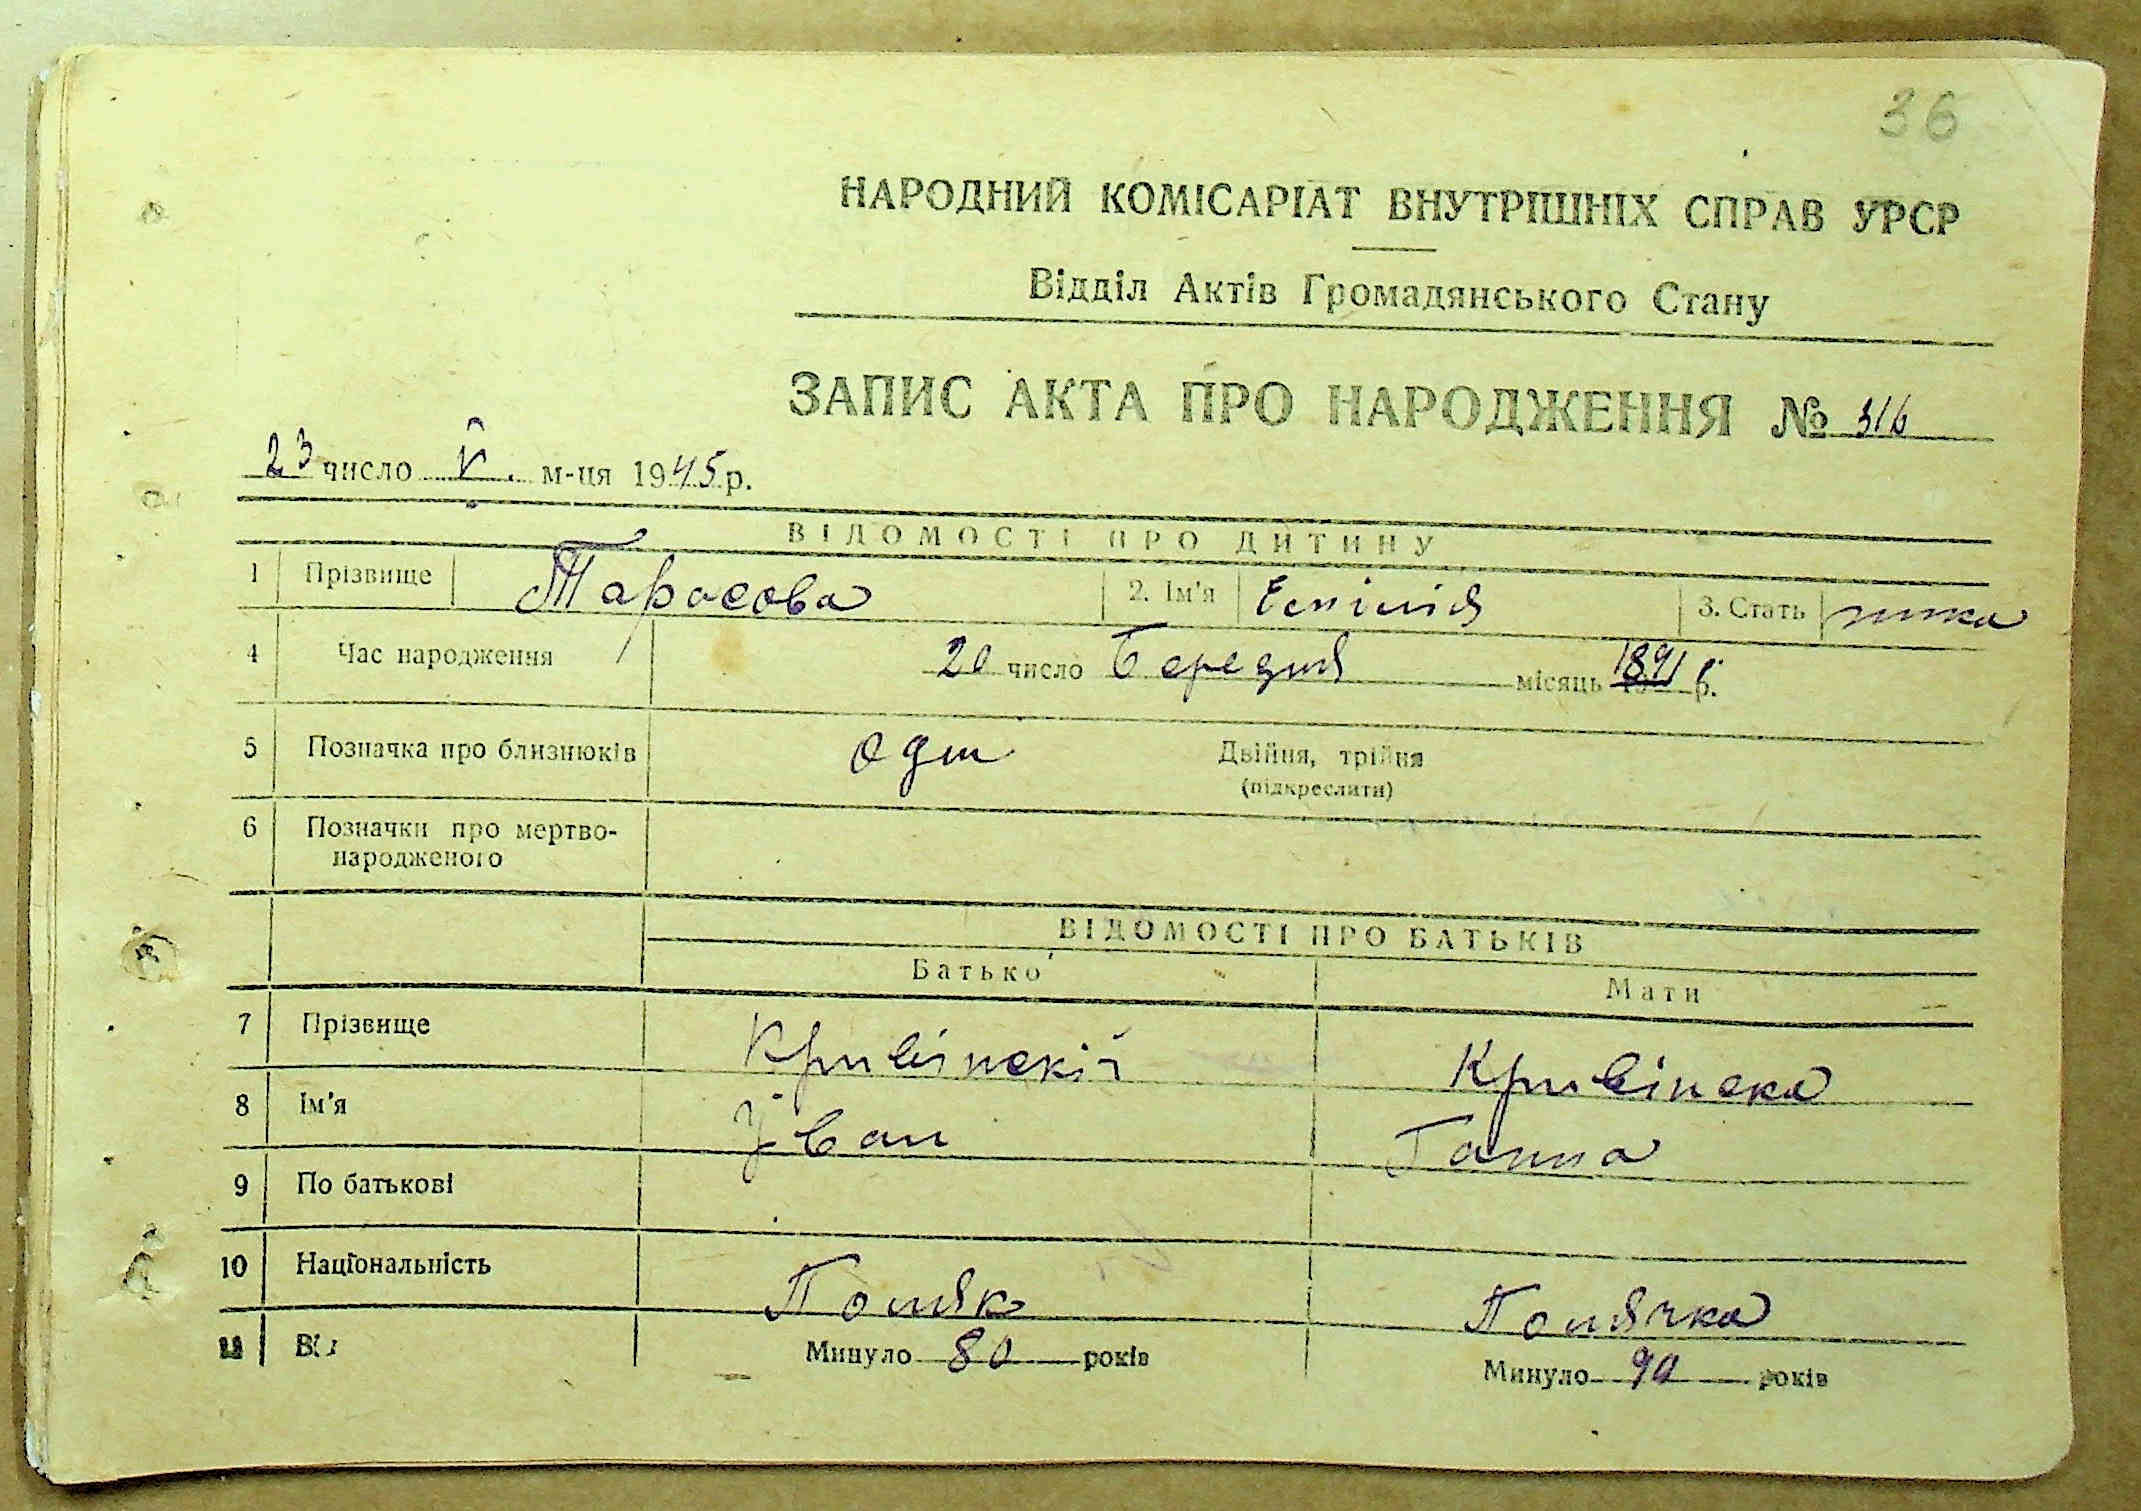 36
НАРОДНИЙ КОМІСАРІАТ ВНУТРІШНІХ СПРАВ УРСР
Відділ Актів Громадянського Стану
ЗАПИС АКТА ПРО НАРОДЖЕННЯ № 316
23 число V м-ця 1945 р.
ВІДОМОСТІ ПРО ДИТИНУ
1 Прізвище Тарасова 2. Ім'я Емілія 3. Стать
4 Час народження 20 число Березня місяць 1891 р.
5 Позначка про близнюків один Двійня, трійня
(підкреслити)
6 Позначки про мертво-
народженого
ВІДОМОСТІ ПРО БАТЬКІВ
Батько Мати
7 Прізвище Кривінскій Кривінска
8 Ім'я Іван Ганна
9 По батькові
10 Національність Поляк Полячка
11 Вік Минуло 80 років Минуло 90 років